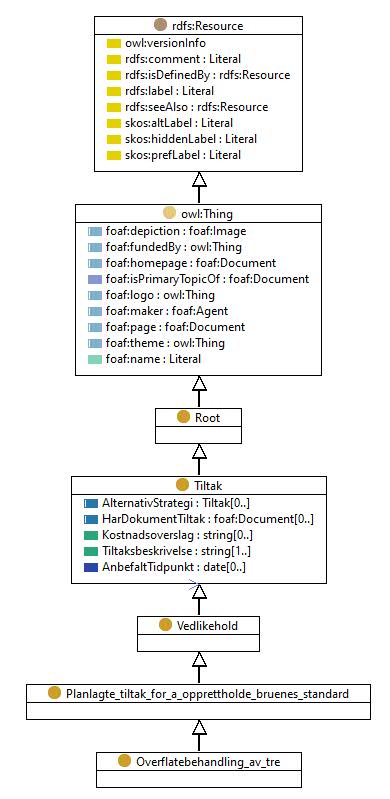 rdfs:Resource
owl:versionInfo
rdfs:comment : Literal
rdfs:isDefinedBy : rdfs:Resource
rdfs:label : Literal
rdfs:seeAlso : rdfs:Resource
skos:altLabel : Literal
skos:hiddenLabel : Literal
skos:prefLabel : Literal
owl:Thing
foaf:depiction : foaf:Image
foaf:fundedBy : owl:Thing
foaf:homepage : foaf:Document
foaf:isPrimaryTopicOf : foaf:Document
foaf:logo : owl:Thing
foaf:maker : foaf:Agent
foaf:page : foaf:Document
foaf:theme : owl:Thing
foaf:name : Literal
Root
Tiltak
AlternativStrategi : Tiltak[0..]
HarDokumentTiltak : foaf:Document[0..]
Kostnadsoverslag : string[0..]
Tiltaksbeskrivelse : string[1..]
AnbefaltTidpunkt : date[0..]
Vedlikehold
Planlagte_tiltak_for_a_opprettholde_bruenes_standard
Overflatebehandling_av_tre